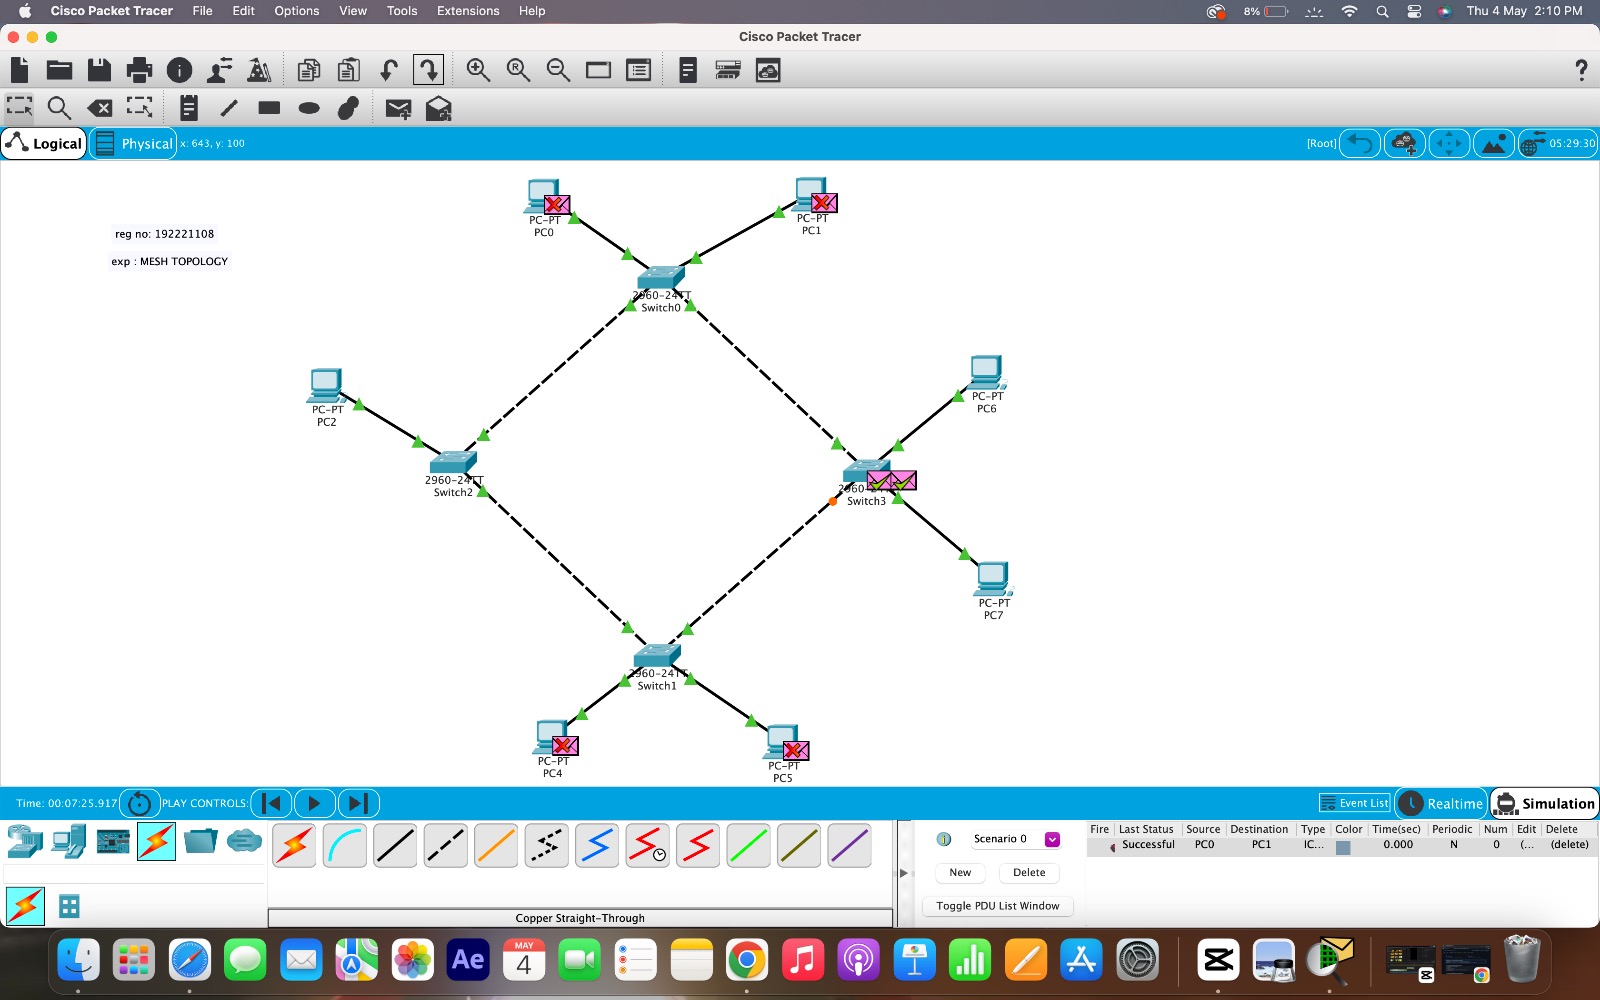 Cisco Packet Tracer File Edit Options View Tools Extensions Help
8% Thu 4 May 2:10 PM
Cisco Packet Tracer
?
Logical Physical x: 643, y: 100
[Root] 05:29:30
reg no: 192221108
exp : MESH TOPOLOGY
PC-PT
PC0
PC-PT
PC1
2960-24TT
Switch0
PC-PT
PC2
PC-PT
PC6
2960-24TT
Switch2
Switch3
PC-PT
PC7
2960-24TT
Switch1
PC-PT
PC4
PC-PT
PC5
Time: 00:07:25.917 PLAY CONTROLS:
Event List Realtime Simulation
Scenario 0
New Delete
Toggle PDU List Window
Fire Last Status Source Destination Type Color Time(sec) Periodic Num Edit Delete
Successful PC0 PC1 IC... 0.000 N 0 (... (delete)
Copper Straight-Through
Ae
MAY
4